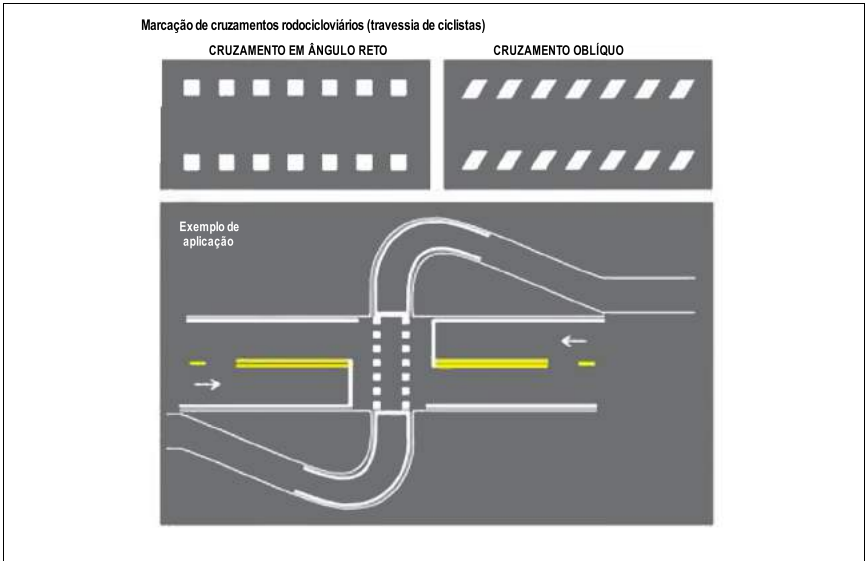 Marcação de cruzamentos rodocicloviários (travessia de ciclistas)
CRUZAMENTO EM ÂNGULO RETO
CRUZAMENTO OBLÍQUO
Exemplo de
aplicação